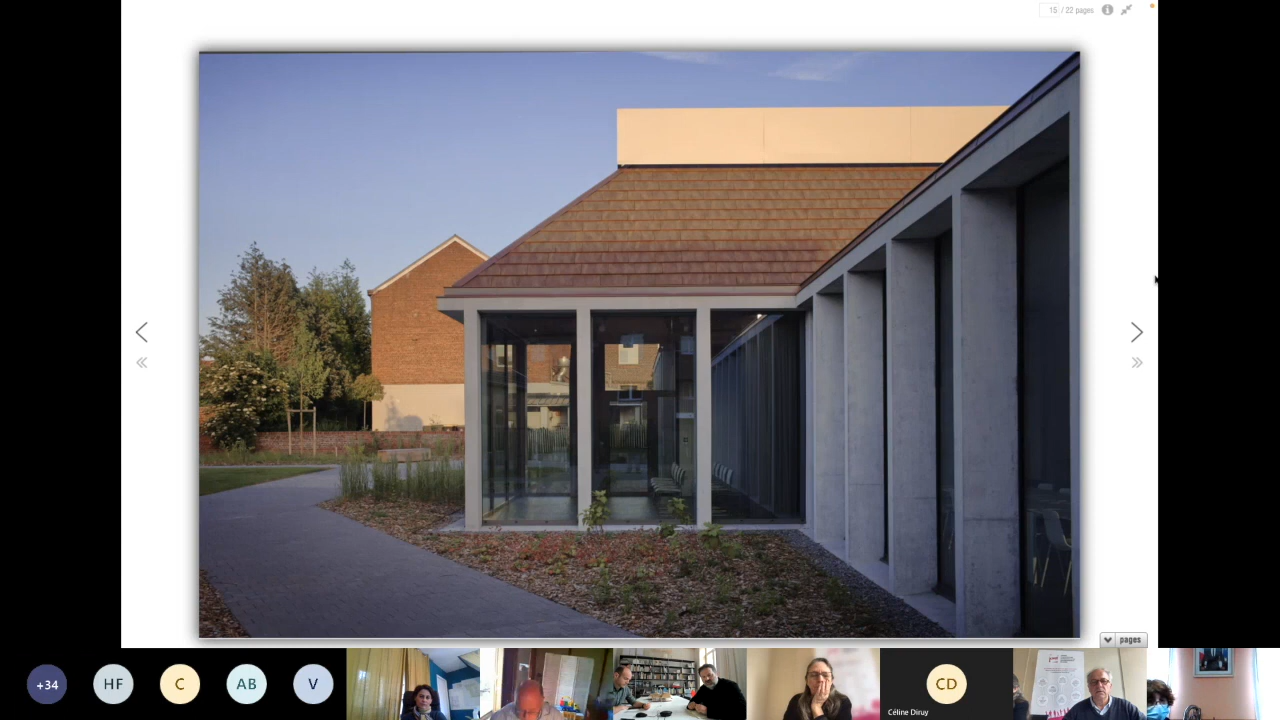 15 / 22 pages
pages
+34
HF
C
AB
V
CD
Céline Diruy